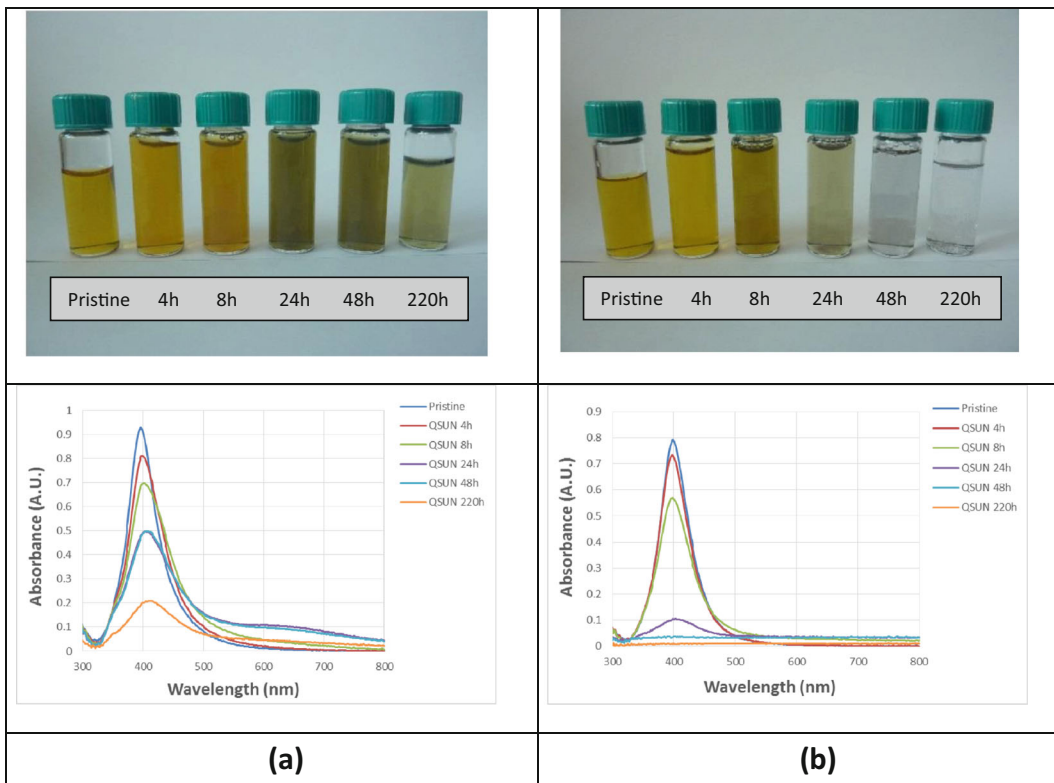 Pristine 4h 8h 24h 48h 220h
Pristine 4h 8h 24h 48h 220h
1
0.9
0.8
0.7
0.6
0.5
0.4
0.3
0.2
0.1
0
Absorbance (A.U.)
300 400 500 600 700 800
Wavelength (nm)
Pristine
QSUN 4h
QSUN 8h
QSUN 24h
QSUN 48h
QSUN 220h
0.9
0.8
0.7
0.6
0.5
0.4
0.3
0.2
0.1
0
Absorbance (A.U.)
300 400 500 600 700 800
Wavelength (nm)
Pristine
QSUN 4h
QSUN 8h
QSUN 24h
QSUN 48h
QSUN 220h
(a)
(b)